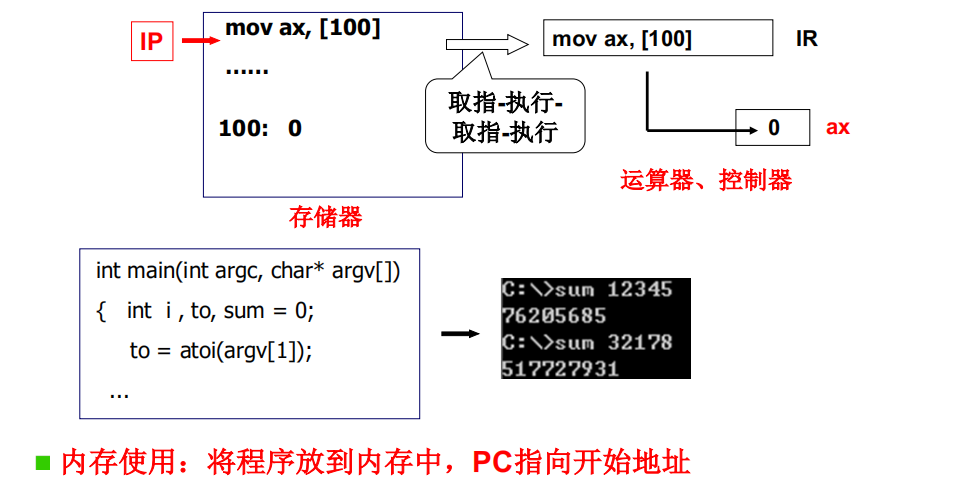 IP
mov ax, [100]
......
100: 0
取指-执行-
取指-执行
mov ax, [100]
IR
0
ax
运算器、控制器
存储器
int main(int argc, char* argv[])
{ int i , to, sum = 0;
to = atoi(argv[1]);
...
C:\>sum 12345
76205685
C:\>sum 32178
517727931
内存使用：将程序放到内存中，PC指向开始地址